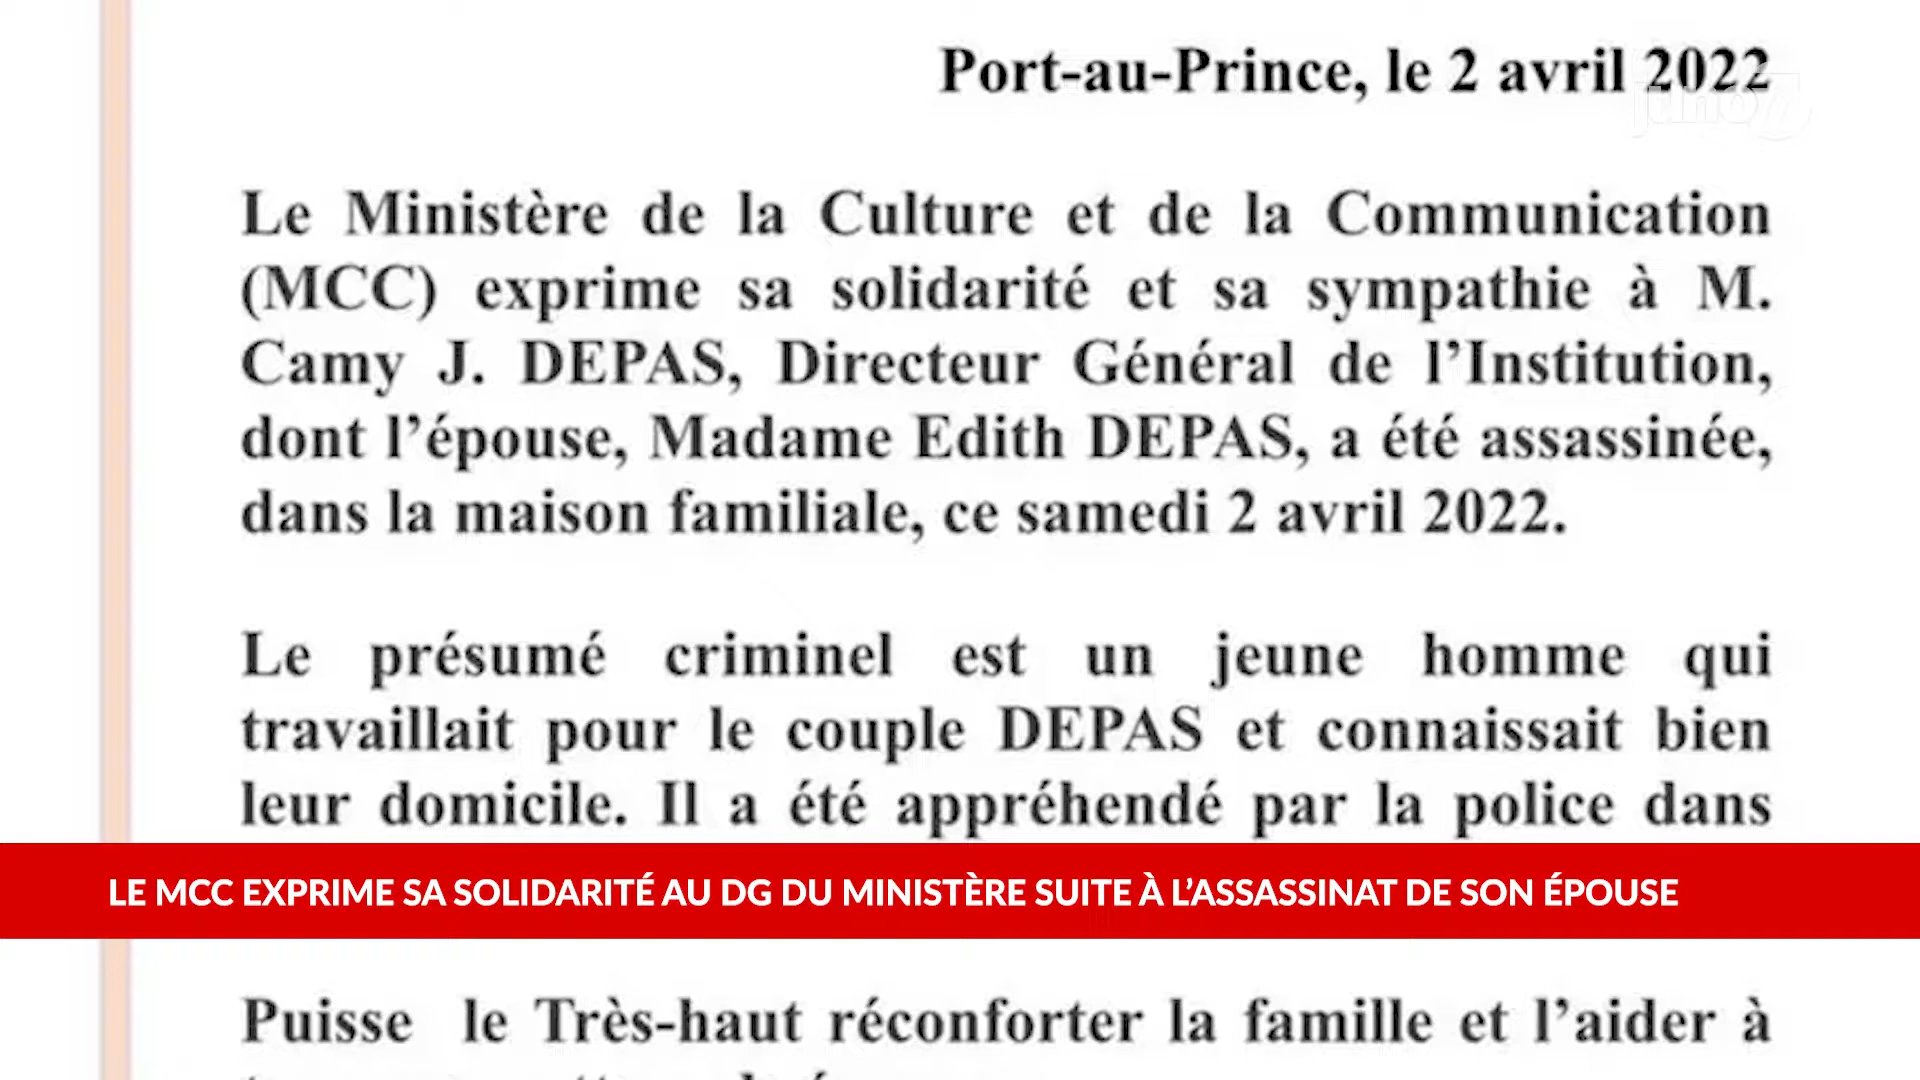 Port-au-Prince, le 2 avril 2022
juno7
Le Ministère de la Culture et de la Communication
(MCC) exprime sa solidarité et sa sympathie à M.
Camy J. DEPAS, Directeur Général de l’Institution,
dont l’épouse, Madame Edith DEPAS, a été assassinée,
dans la maison familiale, ce samedi 2 avril 2022.
Le présumé criminel est un jeune homme qui
travaillait pour le couple DEPAS et connaissait bien
leur domicile. Il a été appréhendé par la police dans
LE MCC EXPRIME SA SOLIDARITÉ AU DG DU MINISTÈRE SUITE À L’ASSASSINAT DE SON ÉPOUSE
Puisse le Très-haut réconforter la famille et l’aider à